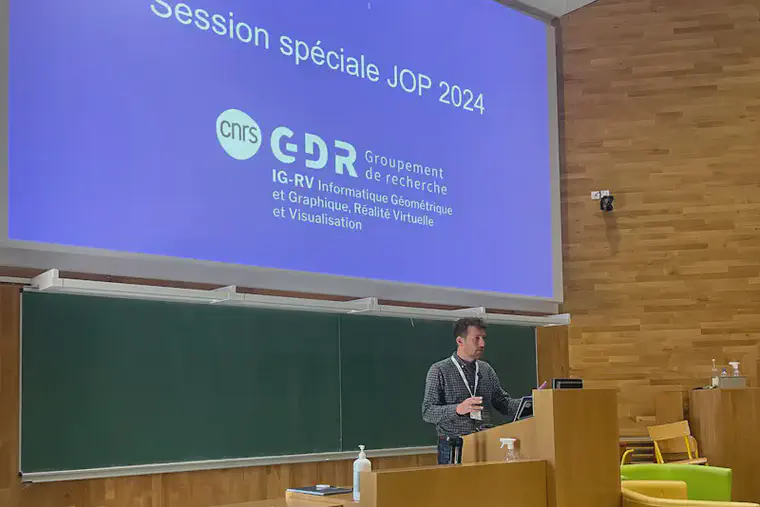 Session spéciale JOP 2024
cnrs
GDR
Groupement
de recherche
IG-RV Informatique Géométrique
et Graphique, Réalité Virtuelle
et Visualisation